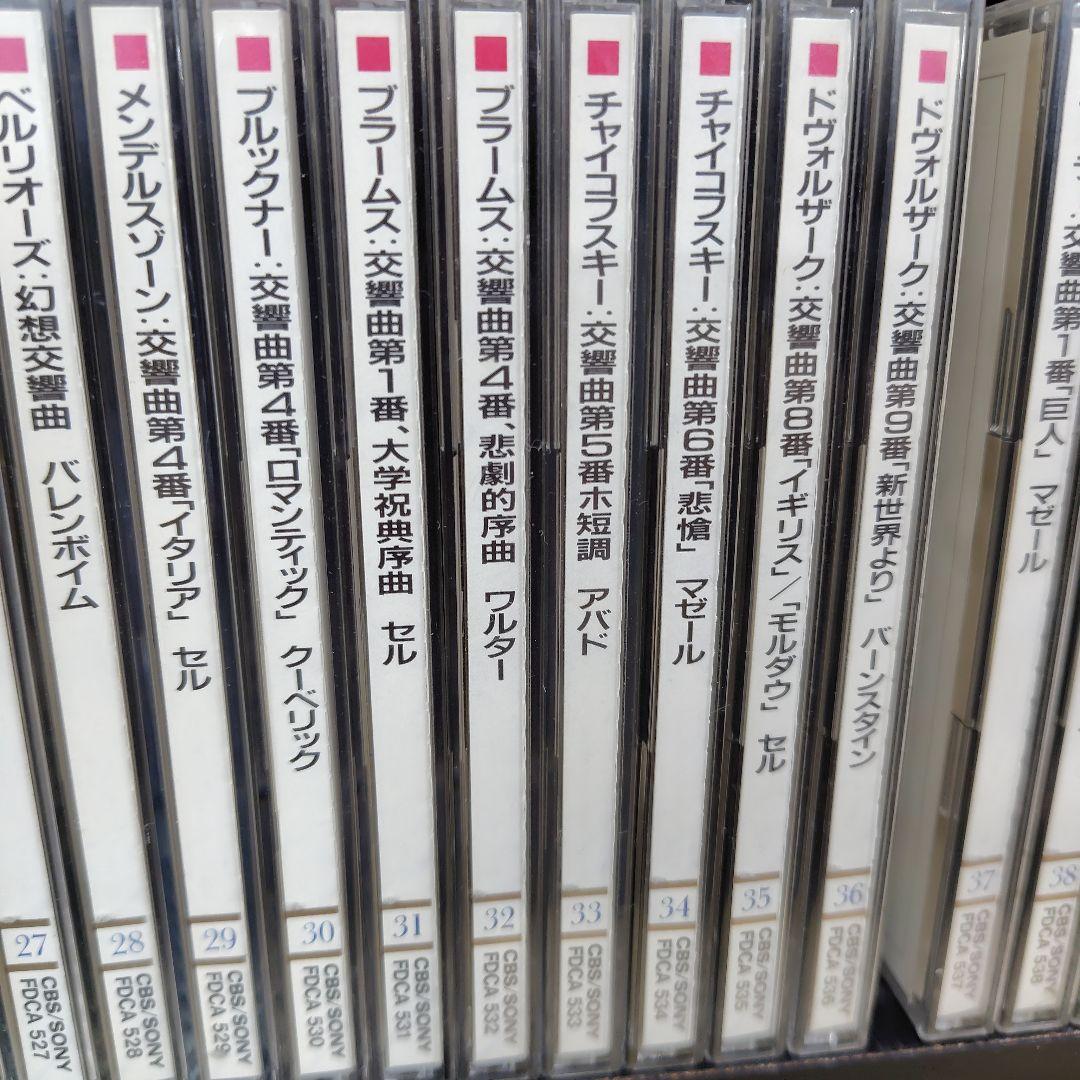 27
CBS/SONY
FDCA 527
ベルリオーズ:幻想交響曲 バレンボイム
28
CBS/SONY
FDCA 528
メンデルスゾーン:交響曲第4番「イタリア」 セル
29
CBS/SONY
FDCA 529
ブルックナー:交響曲第4番「ロマンティック」 クーベリック
30
CBS/SONY
FDCA 530
ブラームス:交響曲第1番、大学祝典序曲 セル
31
CBS/SONY
FDCA 531
ブラームス:交響曲第4番、悲劇的序曲 ワルター
32
CBS/SONY
FDCA 532
チャイコフスキー:交響曲第5番ホ短調 アバド
33
CBS/SONY
FDCA 533
チャイコフスキー:交響曲第6番「悲愴」 マゼール
34
CBS/SONY
FDCA 534
ドヴォルザーク:交響曲第8番「イギリス」/「モルダウ」 セル
35
CBS/SONY
FDCA 535
ドヴォルザーク:交響曲第9番「新世界より」 バーンスタイン
36
CBS/SONY
FDCA 536
:交響曲第1番「巨人」 マゼール
37
CBS/SONY
FDCA 537
38
CBS/SONY
FDCA 538